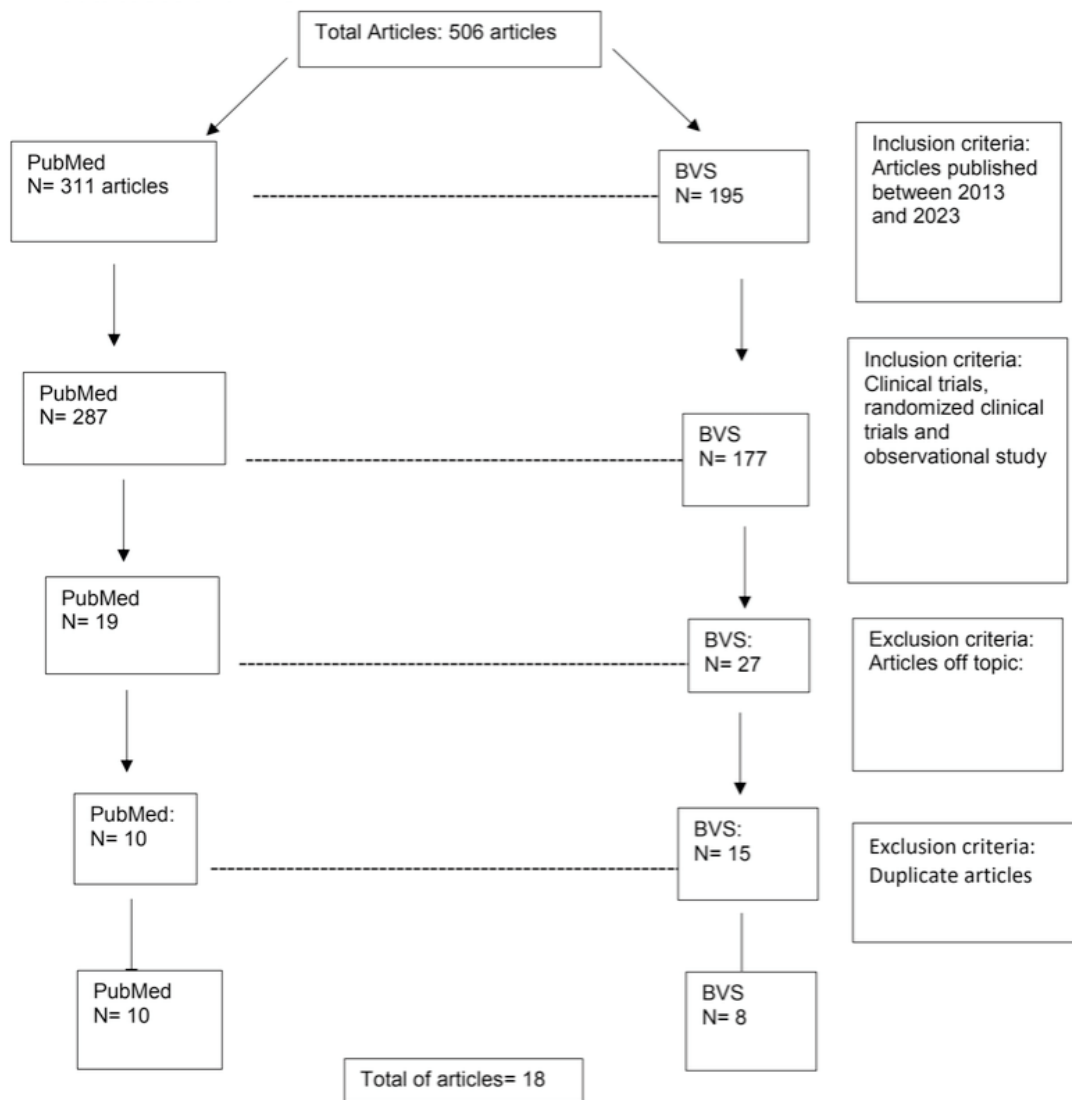 Total Articles: 506 articles
PubMed
N= 311 articles
BVS
N= 195
Inclusion criteria:
Articles published
between 2013
and 2023
PubMed
N= 287
BVS
N= 177
Inclusion criteria:
Clinical trials,
randomized clinical
trials and
observational study
PubMed
N= 19
BVS:
N= 27
Exclusion criteria:
Articles off topic:
PubMed:
N= 10
BVS:
N= 15
Exclusion criteria:
Duplicate articles
PubMed
N= 10
BVS
N= 8
Total of articles= 18